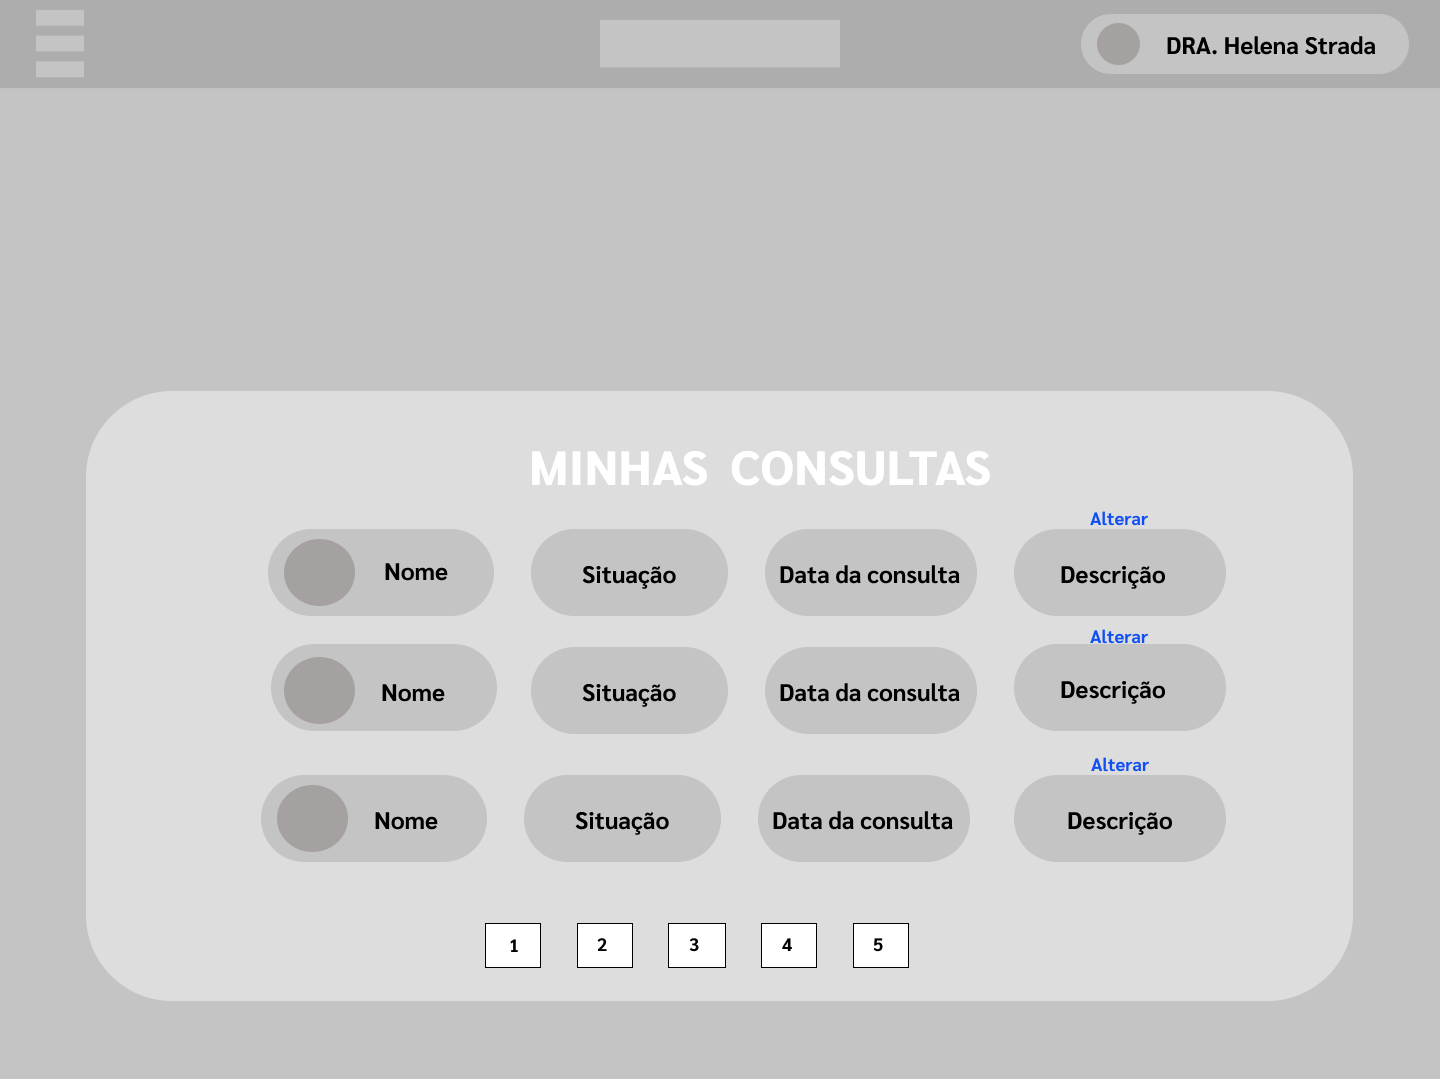 DRA. Helena Strada
MINHAS CONSULTAS
Alterar
Nome Situação Data da consulta Descrição
Alterar
Nome Situação Data da consulta Descrição
Alterar
Nome Situação Data da consulta Descrição
1 2 3 4 5